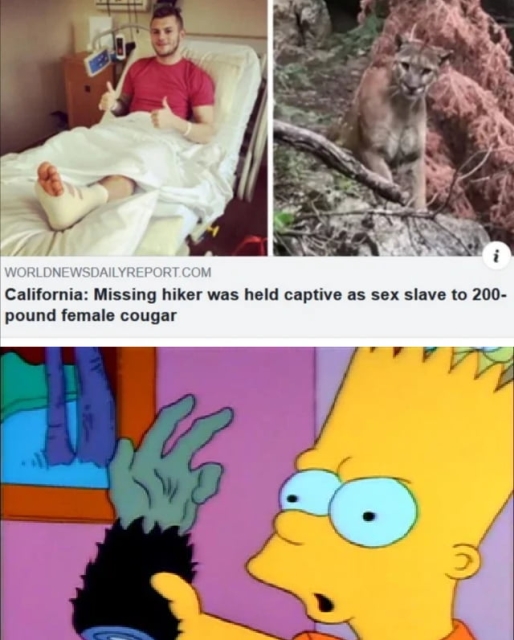 WORLDNEWSDAILYREPORT.COM
California: Missing hiker was held captive as sex slave to 200-
pound female cougar